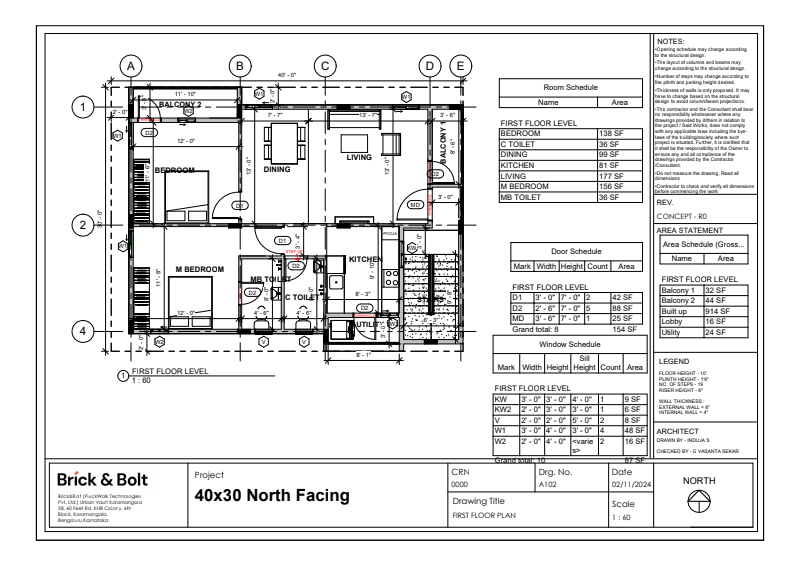 A
B
C
D
E
1
2
4
40' - 0"
11' - 10"
BALCONY 2
12' - 0"
BEDROOM
11' - 6"
7' - 7"
DINING
13' - 0"
13' - 7"
LIVING
13' - 0"
3' - 6"
BALCONY 1
8' - 6"
3' - 0"
M BEDROOM
11' - 8"
12' - 0"
MB TOILET
4' - 6"
C TOILET
4' - 6"
3' - 4"
POOJA
KITCHEN
8' - 3"
UTILITY
8' - 1"
STAIRS
W1
W2
D1
D2
MD
KW
V
1 FIRST FLOOR LEVEL
1 : 60
Room Schedule
Name Area
FIRST FLOOR LEVEL
BEDROOM 138 SF
C TOILET 36 SF
DINING 99 SF
KITCHEN 81 SF
LIVING 177 SF
M BEDROOM 156 SF
MB TOILET 36 SF
Door Schedule
Mark Width Height Count Area
FIRST FLOOR LEVEL
D1 3' - 0" 7' - 0" 2 42 SF
D2 2' - 6" 7' - 0" 5 88 SF
MD 3' - 6" 7' - 0" 1 25 SF
Grand total: 8 154 SF
Window Schedule
Mark Width Height Sill Height Count Area
FIRST FLOOR LEVEL
KW 3' - 0" 3' - 0" 4' - 0" 1 9 SF
KW2 2' - 0" 3' - 0" 3' - 0" 1 6 SF
V 2' - 0" 2' - 0" 5' - 0" 2 8 SF
W1 3' - 0" 4' - 0" 3' - 0" 4 48 SF
W2 2' - 0" 4' - 0" <varies> 2 16 SF
Grand total: 10 87 SF
NOTES:
•Opening schedule may change according
to the structural design.
•The layout of columns and beams may
change according to the structural design.
•Number of steps may change according to
the plinth and parking height desired.
•Thickness of walls is only proposed. It may
have to change based on the structural
design to avoid column/beam projections.
•The contractor and the Consultant shall bear
no responsibility whatsoever where any
drawings provided by it/them in relation to
the project / Said Works, does not comply
with any applicable laws including the bye-
laws of the building/society where such
project is situated. Further, it is clarified that
it shall be the responsibility of the Owner to
ensure any and all compliance of the
drawings provided by the Contractor
/Consultant.
•Do not measure the drawing, Read all
dimensions
•Contractor to check and verify all dimensions
before commencing the work
REV.
CONCEPT - R0
AREA STATEMENT
Area Schedule (Gross...
Name Area
FIRST FLOOR LEVEL
Balcony 1 32 SF
Balcony 2 44 SF
Built up 914 SF
Lobby 16 SF
Utility 24 SF
LEGEND
FLOOR HEIGHT - 10'
PLINTH HEIGHT - 1'6"
NO. OF STEPS - 19
RISER HEIGHT - 6"
WALL THICKNESS :
EXTERNAL WALL = 6"
INTERNAL WALL = 4"
ARCHITECT
DRAWN BY - INDUJA S
CHECKED BY - G VASANTA SEKAR
Brick & Bolt
Brick&Bolt (PluckWalk Technologies
Pvt. Ltd.) Urban Vault Koramangala
58, 60 Feet Rd, KHB Colony, 6th
Block, Koramangala,
Bengaluru,Karnataka
Project
40x30 North Facing
CRN
0000
Drg. No.
A102
Date
02/11/2024
Drawing Title
FIRST FLOOR PLAN
Scale
1 : 60
NORTH